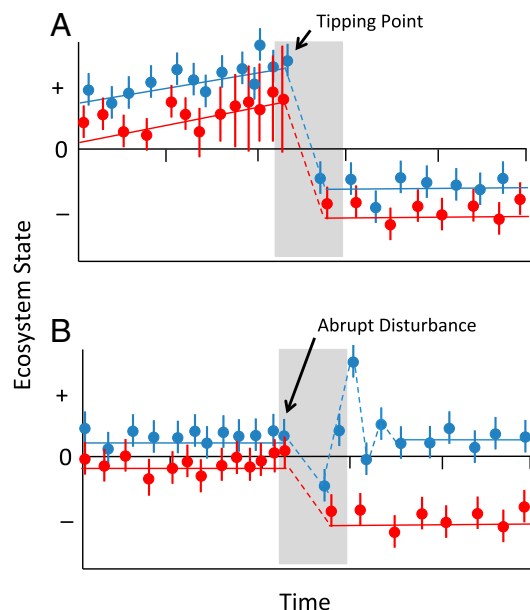 A
Tipping Point
+
0
–
Ecosystem State
B
Abrupt Disturbance
+
0
–
Time